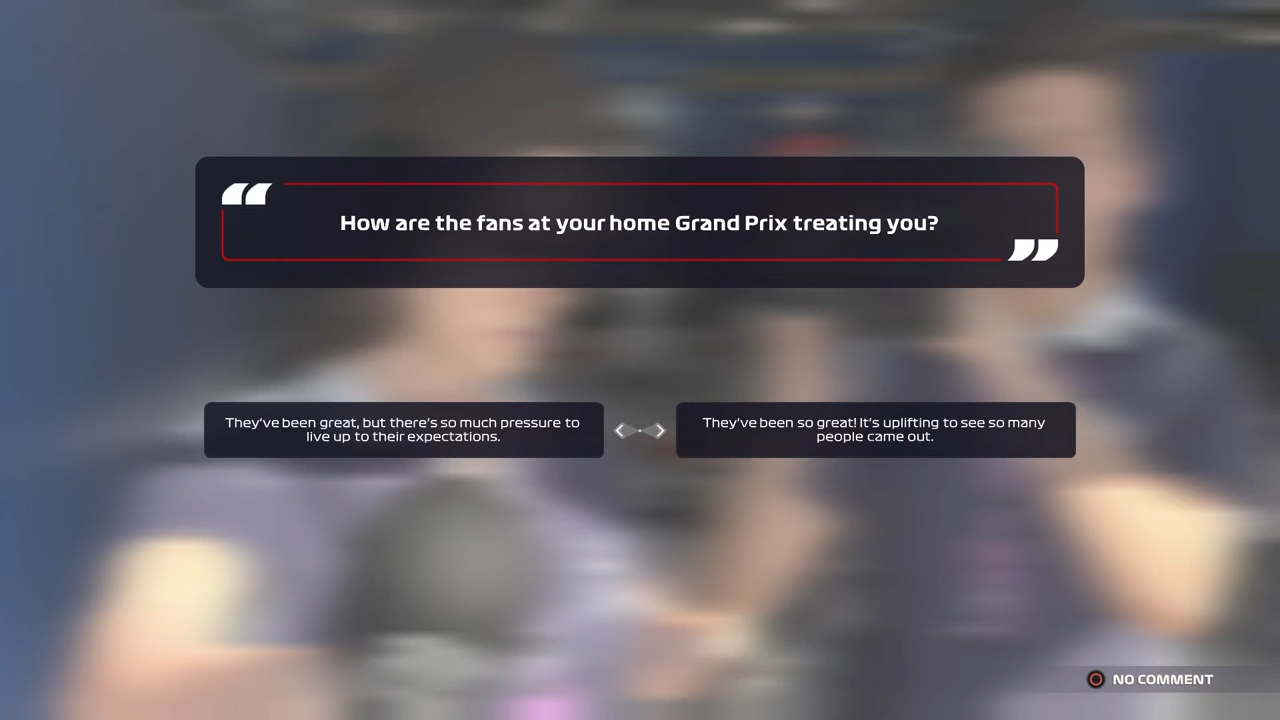 How are the fans at your home Grand Prix treating you?
They've been great, but there's so much pressure to
live up to their expectations.
They've been so great! It's uplifting to see so many
people came out.
NO COMMENT